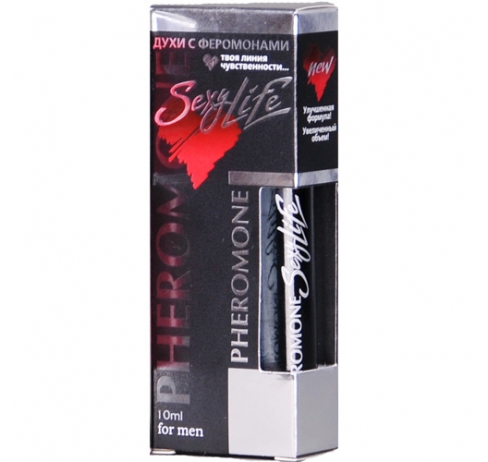 ДУХИ С ФЕРОМОНАМИ
твоя линия
чувственности...
Sexy Life
PHEROMONE
PHEROMONE
10ml
for men
new
Улучшенная
формула!
Увеличенный
объем!
Sexy Life
ROMONE